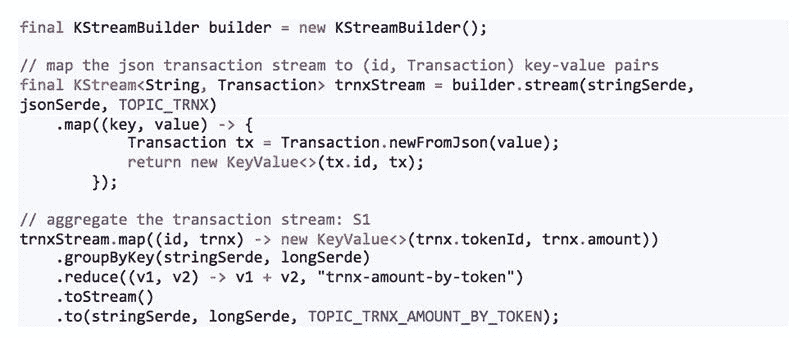 final KStreamBuilder builder = new KStreamBuilder();
// map the json transaction stream to (id, Transaction) key-value pairs
final KStream<String, Transaction> trnxStream = builder.stream(stringSerde,
jsonSerde, TOPIC_TRNX)
    .map((key, value) -> {
            Transaction tx = Transaction.newFromJson(value);
            return new KeyValue<>(tx.id, tx);
        });
// aggregate the transaction stream: S1
trnxStream.map((id, trnx) -> new KeyValue<>(trnx.tokenId, trnx.amount))
    .groupByKey(stringSerde, longSerde)
    .reduce((v1, v2) -> v1 + v2, "trnx-amount-by-token")
    .toStream()
    .to(stringSerde, longSerde, TOPIC_TRNX_AMOUNT_BY_TOKEN);